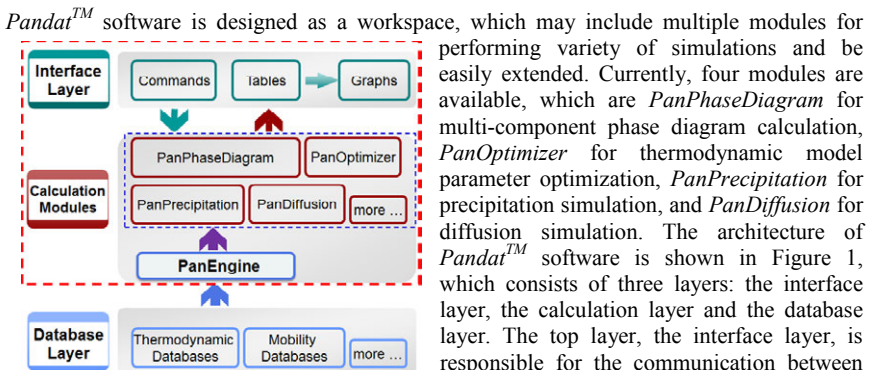 Pandat™ software is designed as a workspace, which may include multiple modules for
performing variety of simulations and be
easily extended. Currently, four modules are
available, which are PanPhaseDiagram for
multi-component phase diagram calculation,
PanOptimizer for thermodynamic model
parameter optimization, PanPrecipitation for
precipitation simulation, and PanDiffusion for
diffusion simulation. The architecture of
Pandat™ software is shown in Figure 1,
which consists of three layers: the interface
layer, the calculation layer and the database
layer. The top layer, the interface layer, is
responsible for the communication between
Interface
Layer
Commands
Tables
Graphs
Calculation
Modules
PanPhaseDiagram
PanOptimizer
PanPrecipitation
PanDiffusion
more ...
PanEngine
Database
Layer
Thermodynamic
Databases
Mobility
Databases
more ...